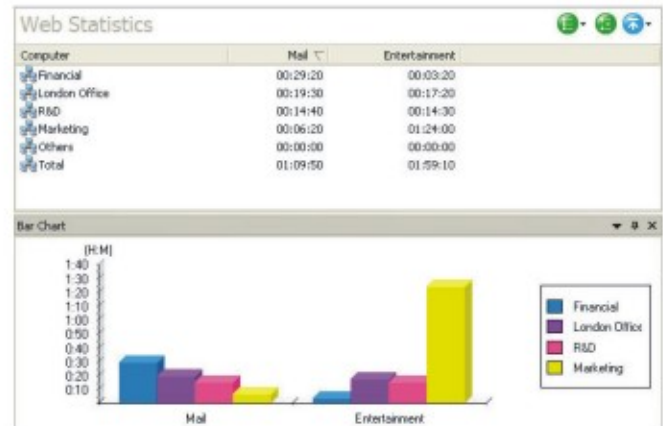 Web Statistics
Computer Mail Entertainment
Financial 00:29:20 00:03:20
London Office 00:19:30 00:17:20
R&D 00:14:40 00:14:30
Marketing 00:06:20 01:24:00
Others 00:00:00 00:00:00
Total 01:09:50 01:59:10
Bar Chart
[H:M]
1:40
1:30
1:20
1:10
1:00
0:50
0:40
0:30
0:20
0:10
Mail Entertainment
Financial
London Office
R&D
Marketing